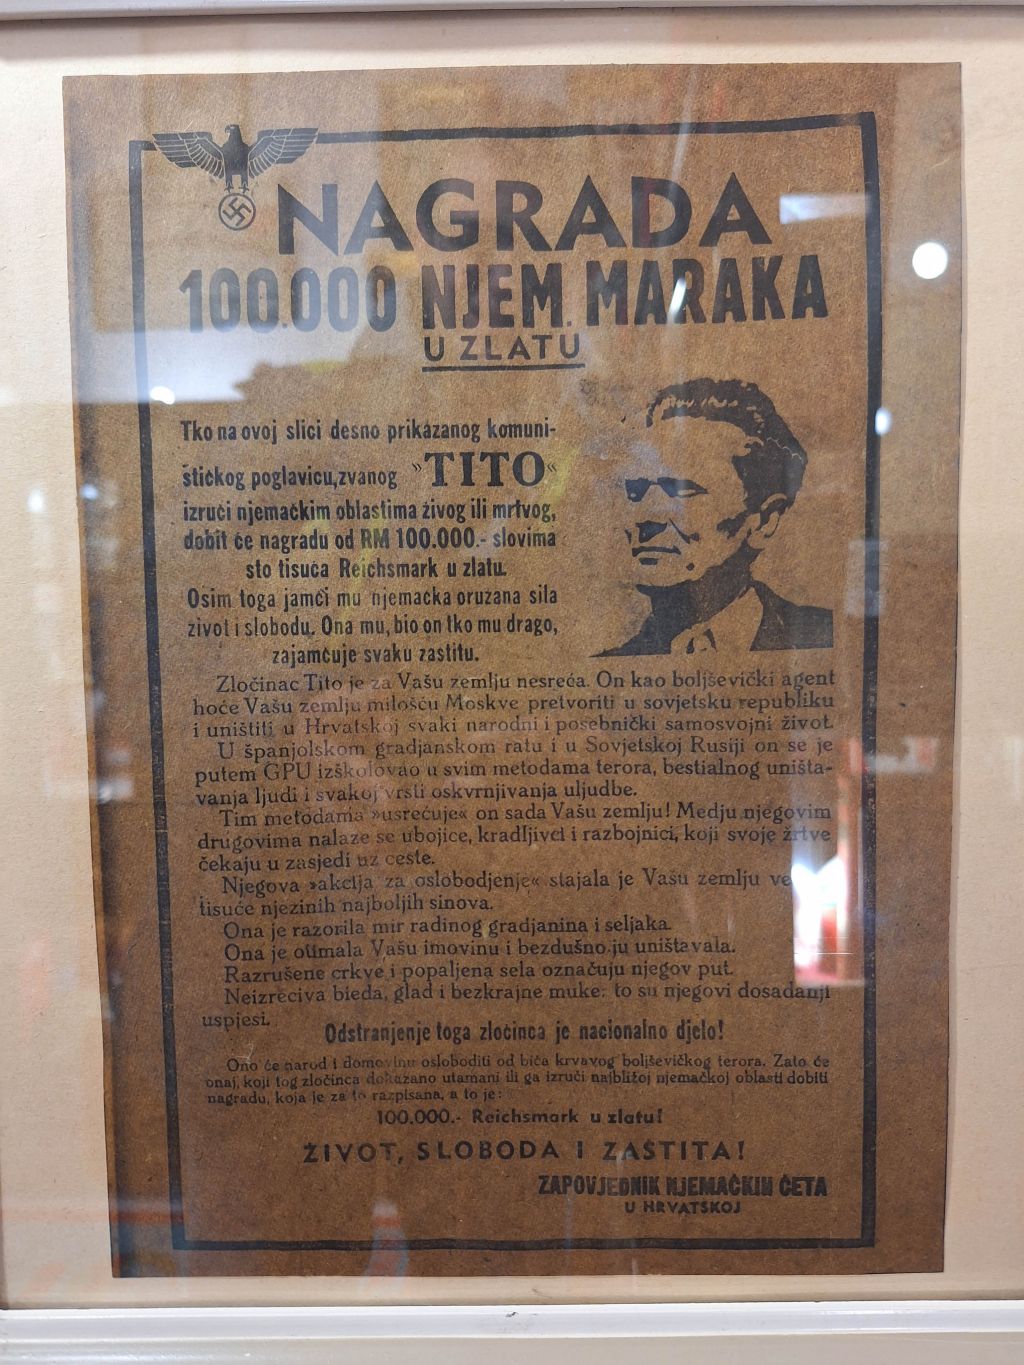 NAGRADA
100.000 NJEM. MARAKA
U ZLATU
Tko na ovoj slici desno prikazanog komuni-
štičkog poglavicu, zvanog »TITO«
izruči njemačkim oblastima živog ili mrtvog,
dobit će nagradu od RM 100.000.- slovima
sto tisuća Reichsmark u zlatu.
Osim toga jamči mu njemačka oruzana sila
život i slobodu. Ona mu, bio on tko mu drago,
zajamčuje svaku zastitu.
Zločinac Tito je za Vašu zemlju nesreća. On kao boljševički agent
hoće Vašu zemlju milošću Moskve pretvoriti u sovjetsku republiku
i uništiti u Hrvatskoj svaki narodni i posebnički samosvojni život.
U španjolskom gradjanskom ratu i u Sovjetskoj Rusiji on se je
putem GPU izškolovao u svim metodama terora, bestialnog uništa-
vanja ljudi i svakoj vrsti oskvrnjivanja uljudbe.
Tim metodama »usrećuje« on sada Vašu zemlju! Medju njegovim
drugovima nalaze se ubojice, kradljivci i razbojnici, koji svoje žrtve
čekaju u zasjedi uz ceste.
Njegova »akcija za oslobodjenje« stajala je Vašu zemlju
tisuće njezinih najboljih sinova.
Ona je razorila mir radinog gradjanina i seljaka.
Ona je otimala Vašu imovinu i bezdušno ju uništavala.
Razrušene crkve i popaljena sela označuju njegov put.
Neizreciva bieda, glad i bezkrajne muke: to su njegovi dosadanji
uspjesi.
Odstranjenje toga zločinca je nacionalno djelo!
Ono će narod i domovinu osloboditi od biča krvavog boljševičkog terora. Zato će
onaj, koji tog zločinca dokazano utamani ili ga izruči najbližoj njemačkoj oblasti dobiti
nagradu, koja je za to razpisana, a to je:
100.000.- Reichsmark u zlatu!
ŽIVOT, SLOBODA I ZAŠTITA!
ZAPOVJEDNIK NJEMAČKIH ČETA
U HRVATSKOJ